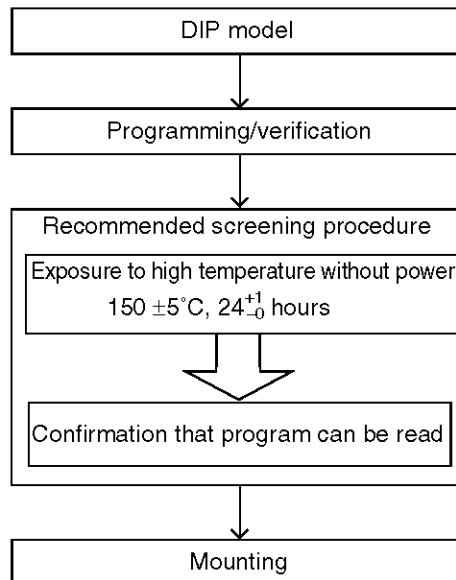 DIP model
Programming/verification
Recommended screening procedure
Exposure to high temperature without power
150 ±5°C, 24 +1 −0 hours
Confirmation that program can be read
Mounting